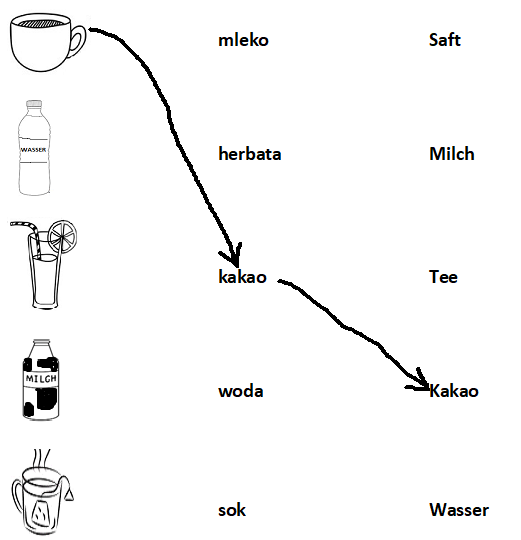 mleko Saft
WASSER
herbata Milch
kakao Tee
MILCH
woda Kakao
sok Wasser